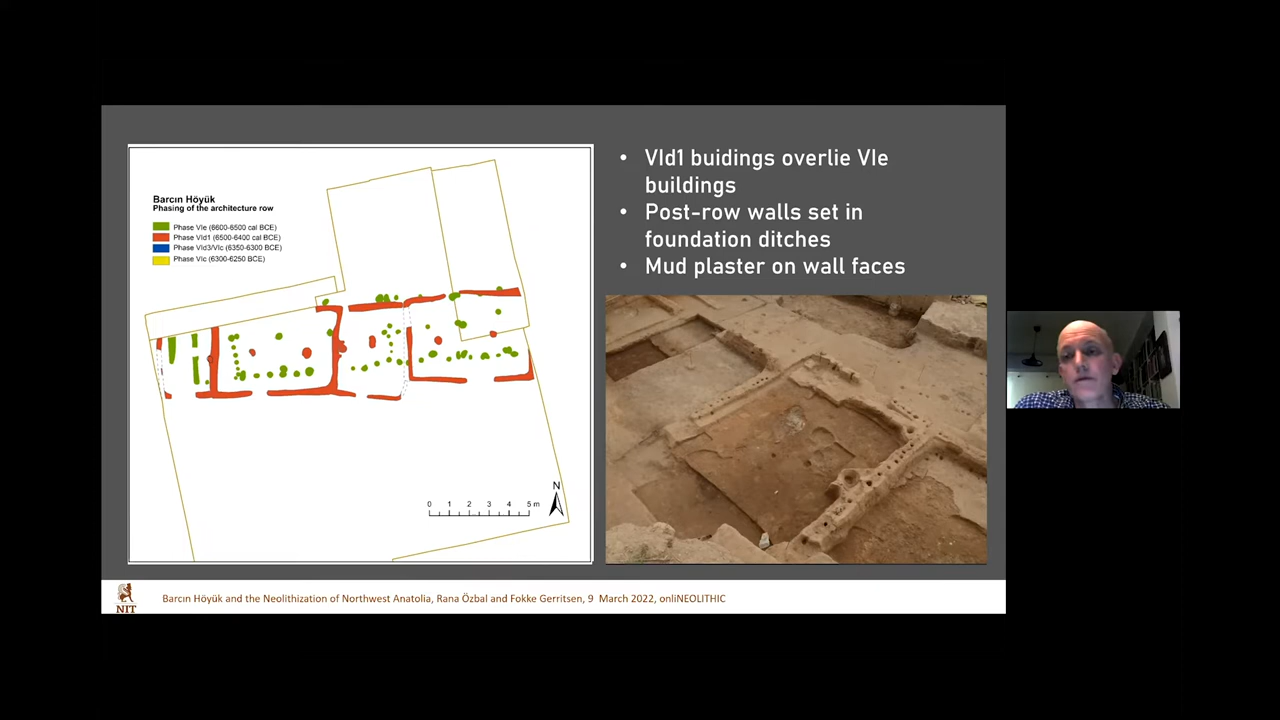 Barcın Höyük
Phasing of the architecture row
Phase VIe (6600-6500 cal BCE)
Phase VId1 (6500-6400 cal BCE)
Phase VId3/VIc (6350-6300 BCE)
Phase VIc (6300-6250 BCE)
N
0 1 2 3 4 5 m
• VId1 buidings overlie VIe
buildings
• Post-row walls set in
foundation ditches
• Mud plaster on wall faces
NIT
Barcın Höyük and the Neolithization of Northwest Anatolia, Rana Özbal and Fokke Gerritsen, 9 March 2022, onliNEOLITHIC